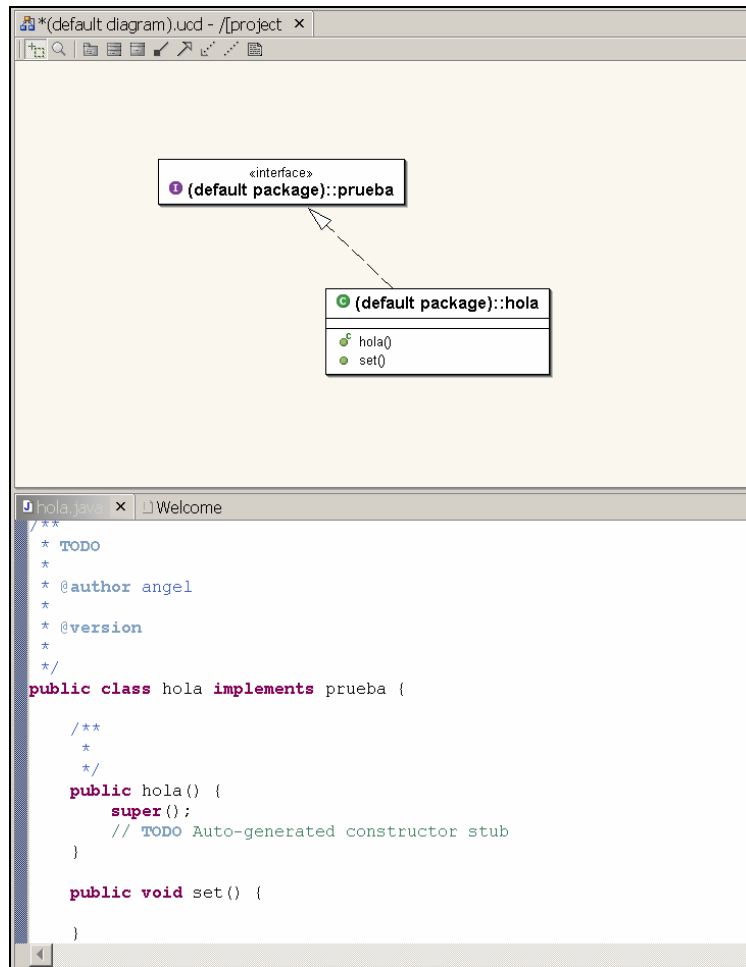 *(default diagram).ucd - /[project
«interface»
I (default package)::prueba
C (default package)::hola
c hola()
set()
J hola.java Welcome
/**
* TODO
*
* @author angel
*
* @version
*
*/
public class hola implements prueba {
/**
*
*/
public hola() {
super();
// TODO Auto-generated constructor stub
}
public void set() {
}